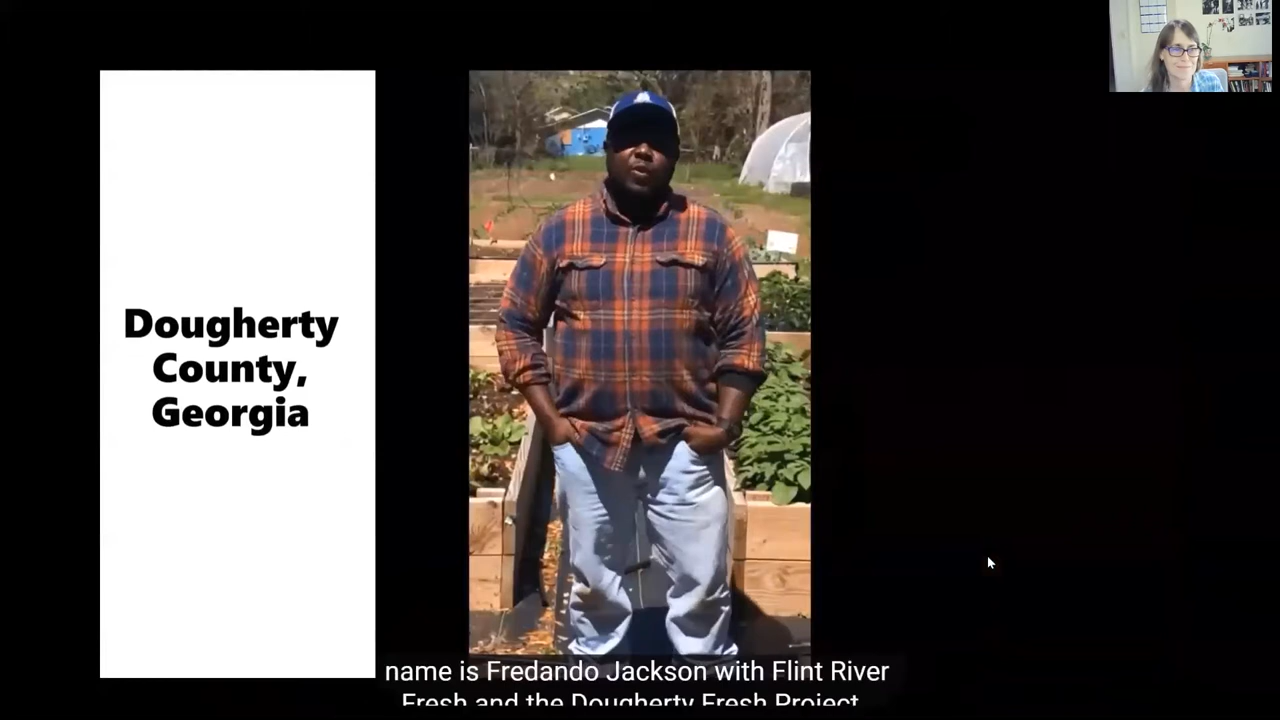 Dougherty
County,
Georgia
name is Fredando Jackson with Flint River
Fresh and the Dougherty Fresh Project